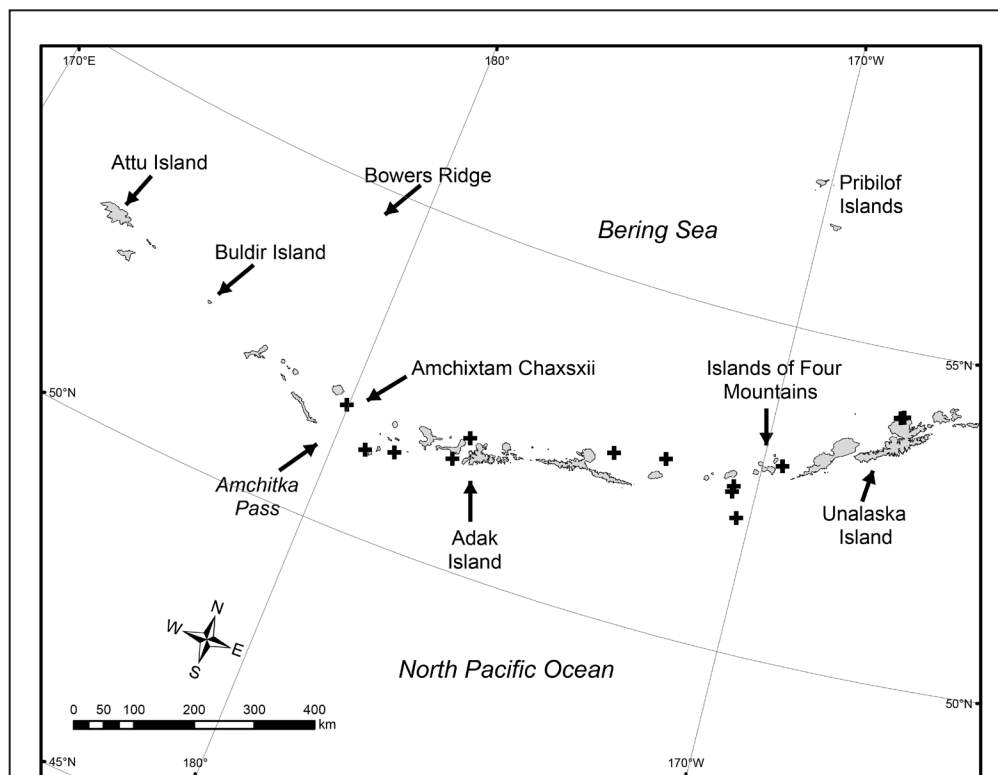 170°E
180°
170°W
Attu Island
Bowers Ridge
Pribilof
Islands
Bering Sea
Buldir Island
55°N
Amchixtam Chaxsxii
Islands of Four
Mountains
50°N
Amchitka
Pass
Adak
Island
Unalaska
Island
N
W
E
S
North Pacific Ocean
50°N
0 50 100 200 300 400
km
45°N
180°
170°W